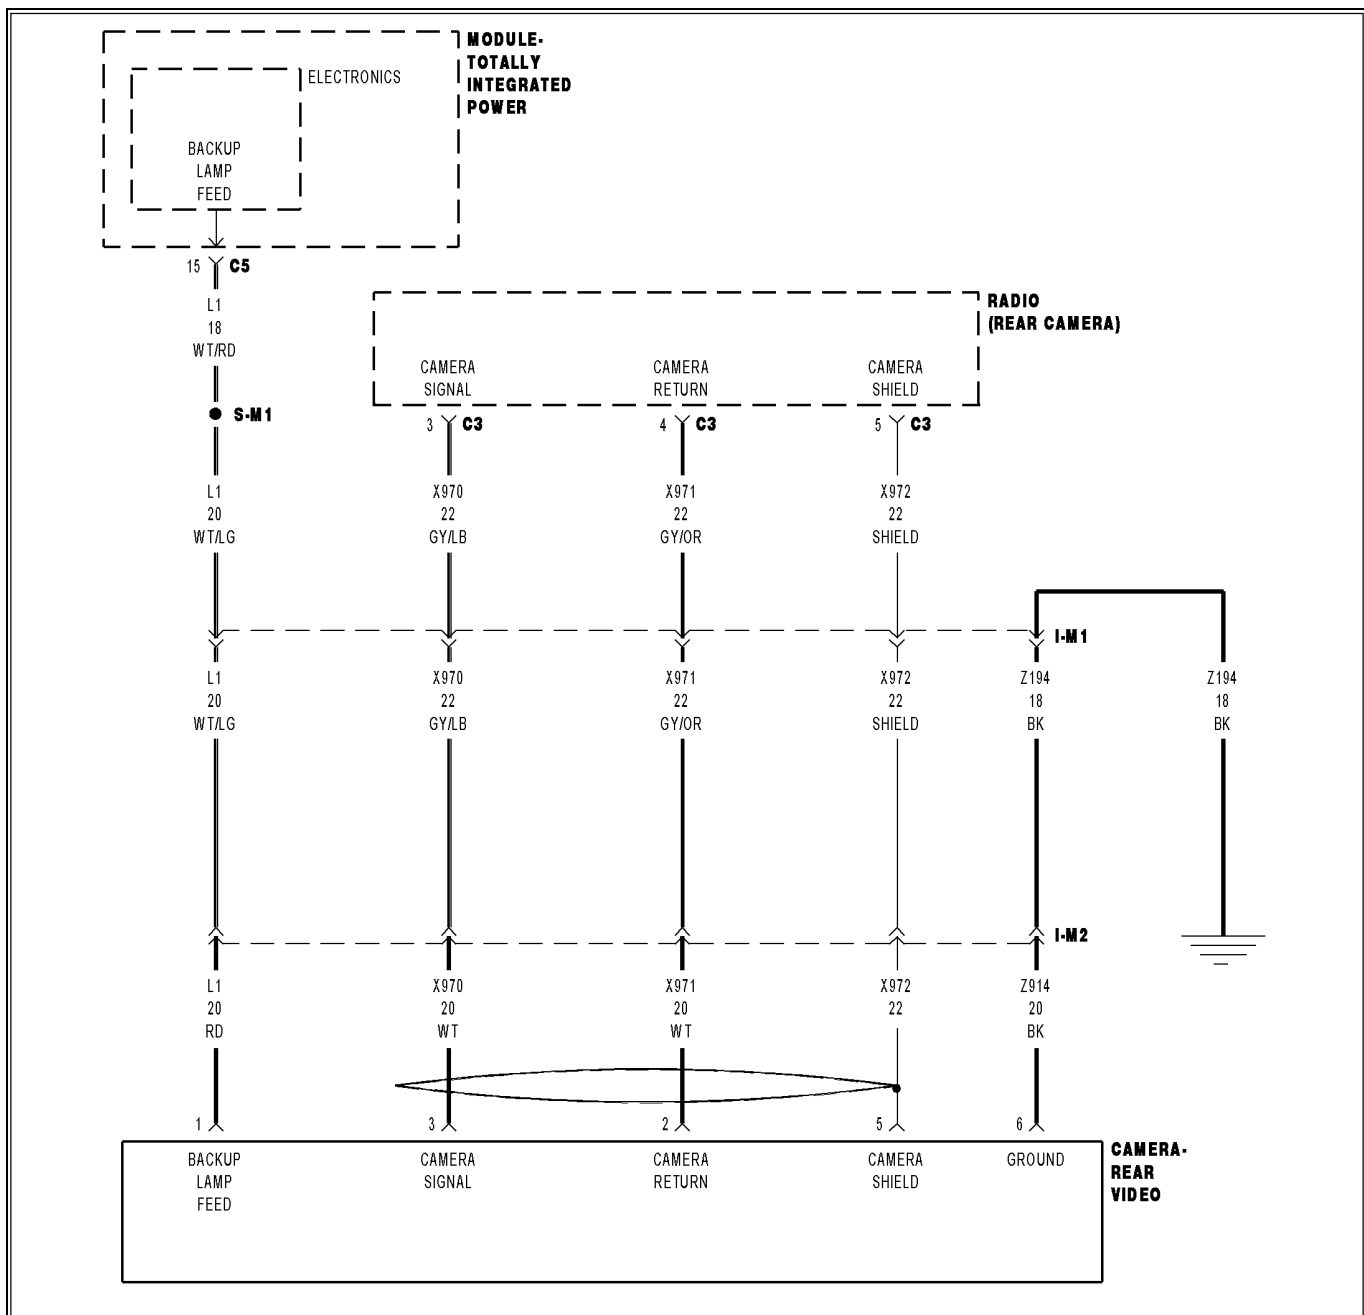 MODULE-
TOTALLY
INTEGRATED
POWER
ELECTRONICS
BACKUP
LAMP
FEED
15 C5
L1
18
WT/RD
S-M1
RADIO
(REAR CAMERA)
CAMERA
SIGNAL
CAMERA
RETURN
CAMERA
SHIELD
3 C3
4 C3
5 C3
L1
20
WT/LG
X970
22
GY/LB
X971
22
GY/OR
X972
22
SHIELD
I-M1
L1
20
WT/LG
X970
22
GY/LB
X971
22
GY/OR
X972
22
SHIELD
Z194
18
BK
Z194
18
BK
I-M2
L1
20
RD
X970
20
WT
X971
20
WT
X972
22
Z914
20
BK
1
3
2
5
6
BACKUP
LAMP
FEED
CAMERA
SIGNAL
CAMERA
RETURN
CAMERA
SHIELD
GROUND
CAMERA-
REAR
VIDEO